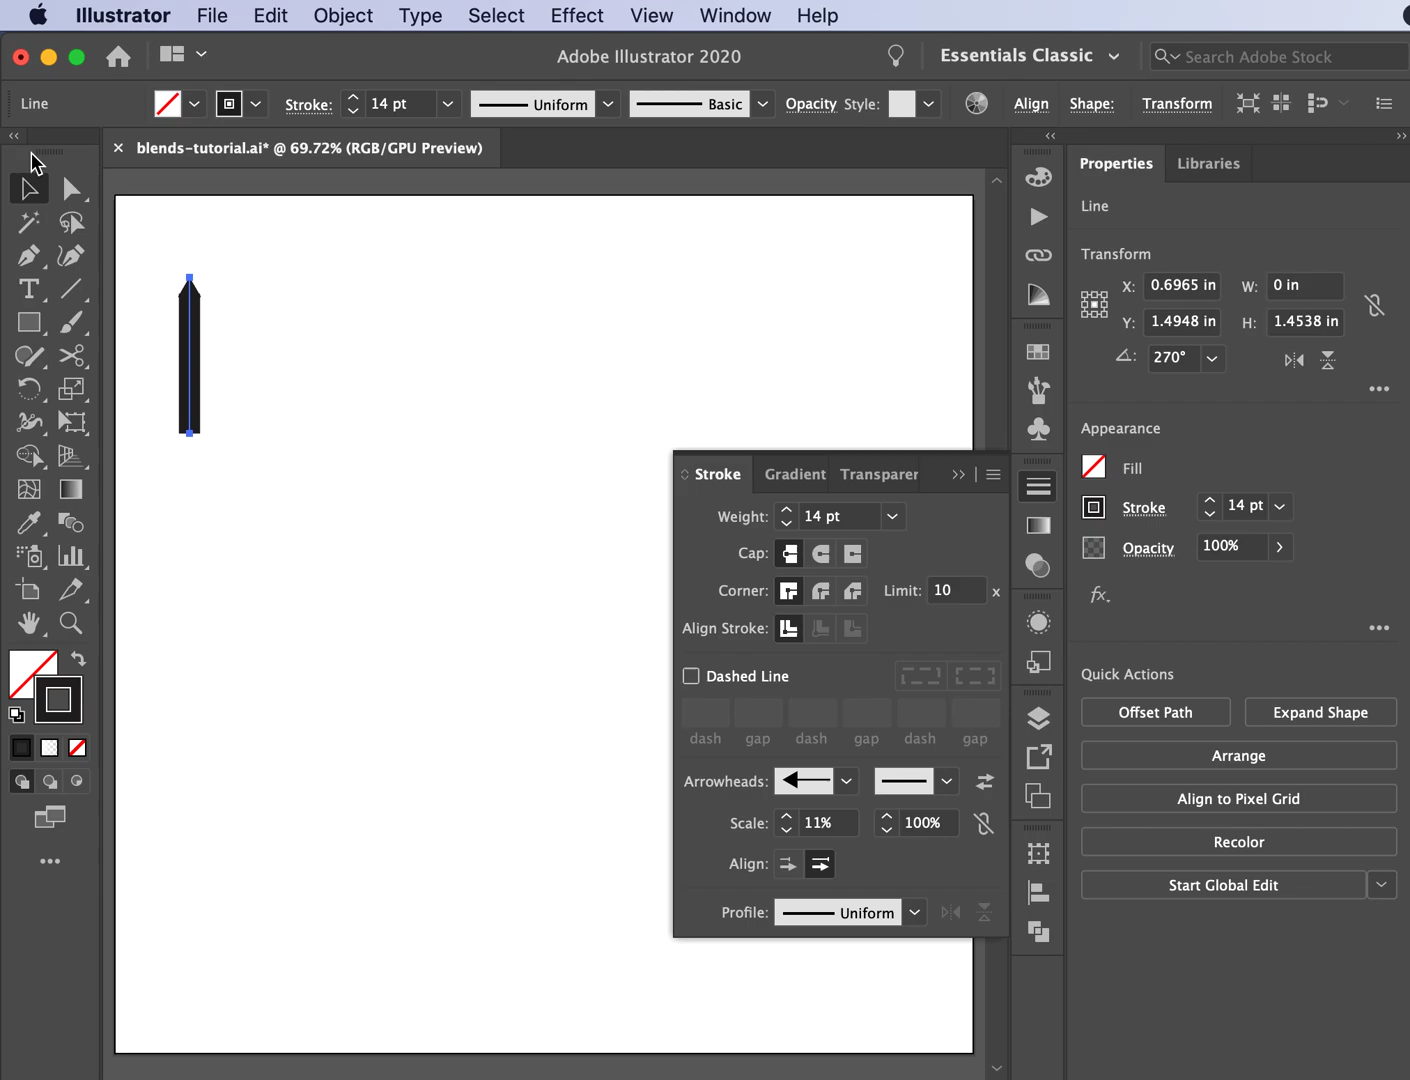 Illustrator File Edit Object Type Select Effect View Window Help
Adobe Illustrator 2020 Essentials Classic Search Adobe Stock
Line Stroke: 14 pt Uniform Basic Opacity Style: Align Shape: Transform
blends-tutorial.ai* @ 69.72% (RGB/GPU Preview)
Properties Libraries
Line
Transform
X: 0.6965 in W: 0 in
Y: 1.4948 in H: 1.4538 in
270°
Appearance
Fill
Stroke 14 pt
Opacity 100%
fx.
Quick Actions
Offset Path Expand Shape
Arrange
Align to Pixel Grid
Recolor
Start Global Edit
Stroke Gradient Transparer
Weight: 14 pt
Cap:
Corner: Limit: 10 x
Align Stroke:
Dashed Line
dash gap dash gap dash gap
Arrowheads:
Scale: 11% 100%
Align:
Profile: Uniform